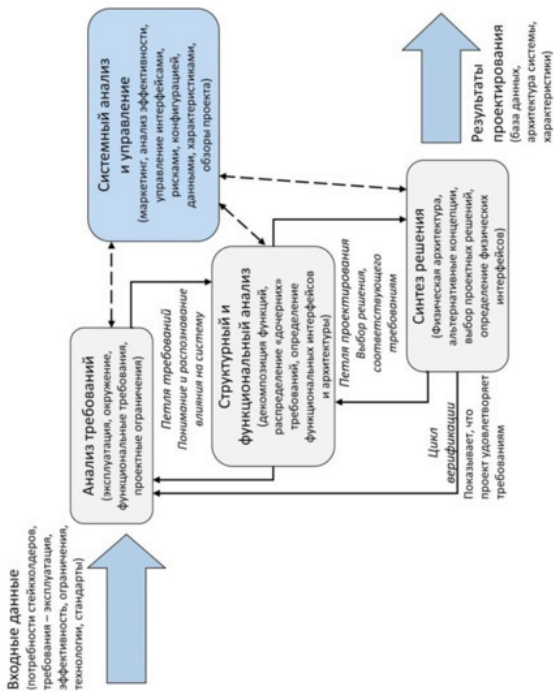 Входные данные
(потребности стейкхолдеров,
требования – эксплуатация,
эффективность, ограничения,
технологии, стандарты)
Анализ требований
(эксплуатация, окружение,
функциональные требования,
проектные ограничения)
Системный анализ
и управление
(маркетинг, анализ эффективности,
управление интерфейсами,
рисками, конфигурацией,
данными, характеристиками,
обзоры проекта)
Петля требований
Понимание и распознавание
влияния на систему
Структурный и
функциональный анализ
(декомпозиция функций,
распределение «дочерних»
требований, определение
функциональных интерфейсов
и архитектуры)
Петля проектирования
Выбор решения,
соответствующего
требованиям
Цикл
верификации
Показывает, что
проект удовлетворяет
требованиям
Синтез решения
(Физическая архитектура,
альтернативные концепции,
выбор проектных решений,
определение физических
интерфейсов)
Результаты
проектирования
(база данных,
архитектура системы,
характеристики)